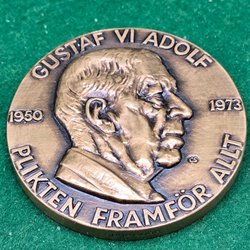 GUSTAF VI ADOLF
1950 1973
PLIKTEN FRAMFÖR ALLT